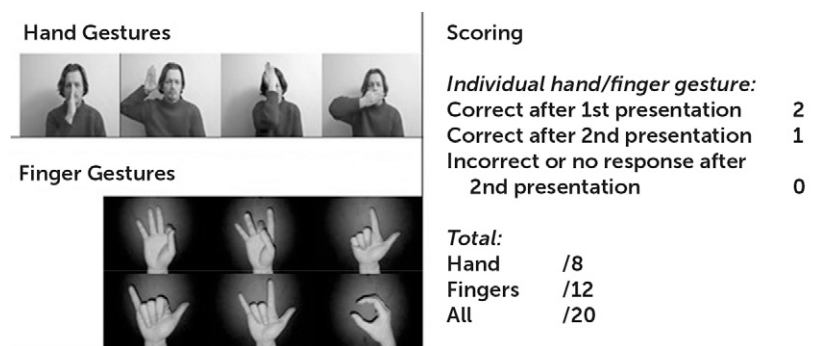 Hand Gestures
Finger Gestures
Scoring
Individual hand/finger gesture:
Correct after 1st presentation 2
Correct after 2nd presentation 1
Incorrect or no response after
2nd presentation 0
Total:
Hand /8
Fingers /12
All /20